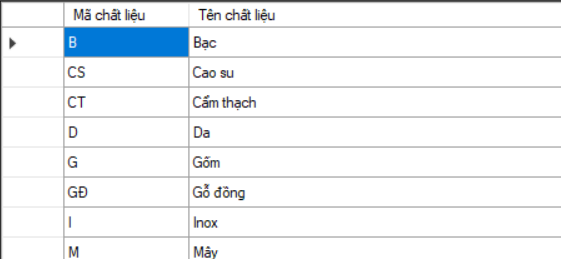 Mã chất liệu Tên chất liệu
B Bạc
CS Cao su
CT Cẩm thạch
D Da
G Gốm
GĐ Gỗ đồng
I Inox
M Mây